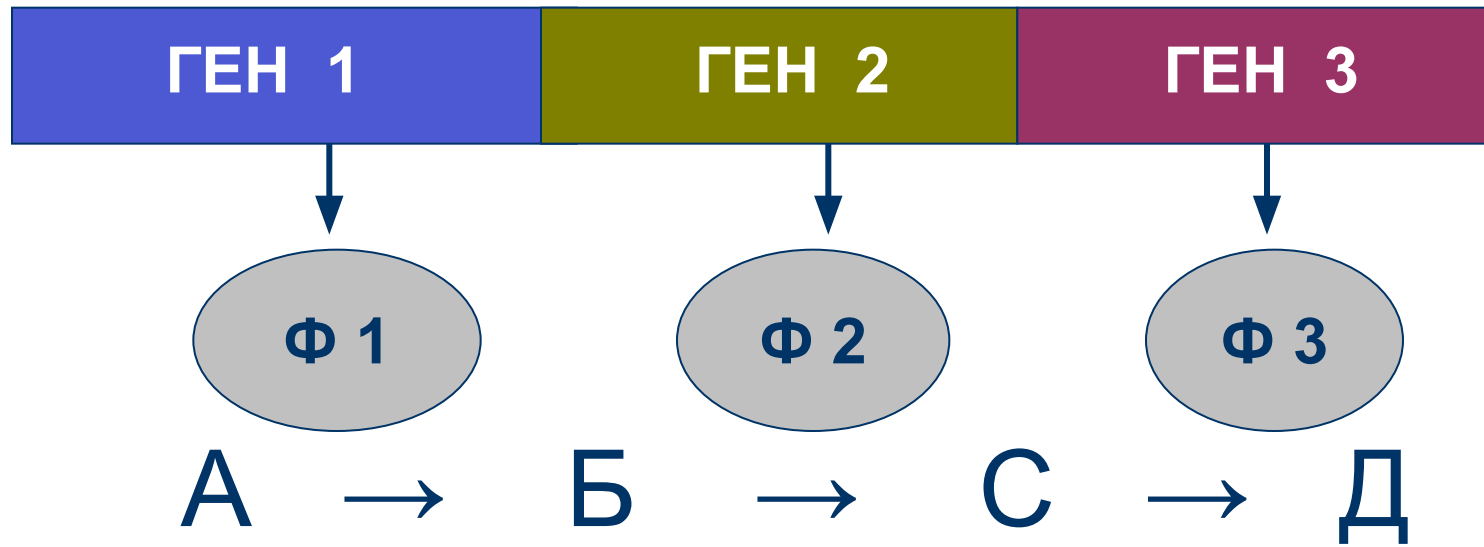 ГЕН 1 ГЕН 2 ГЕН 3
Ф 1 Ф 2 Ф 3
А → Б → С → Д